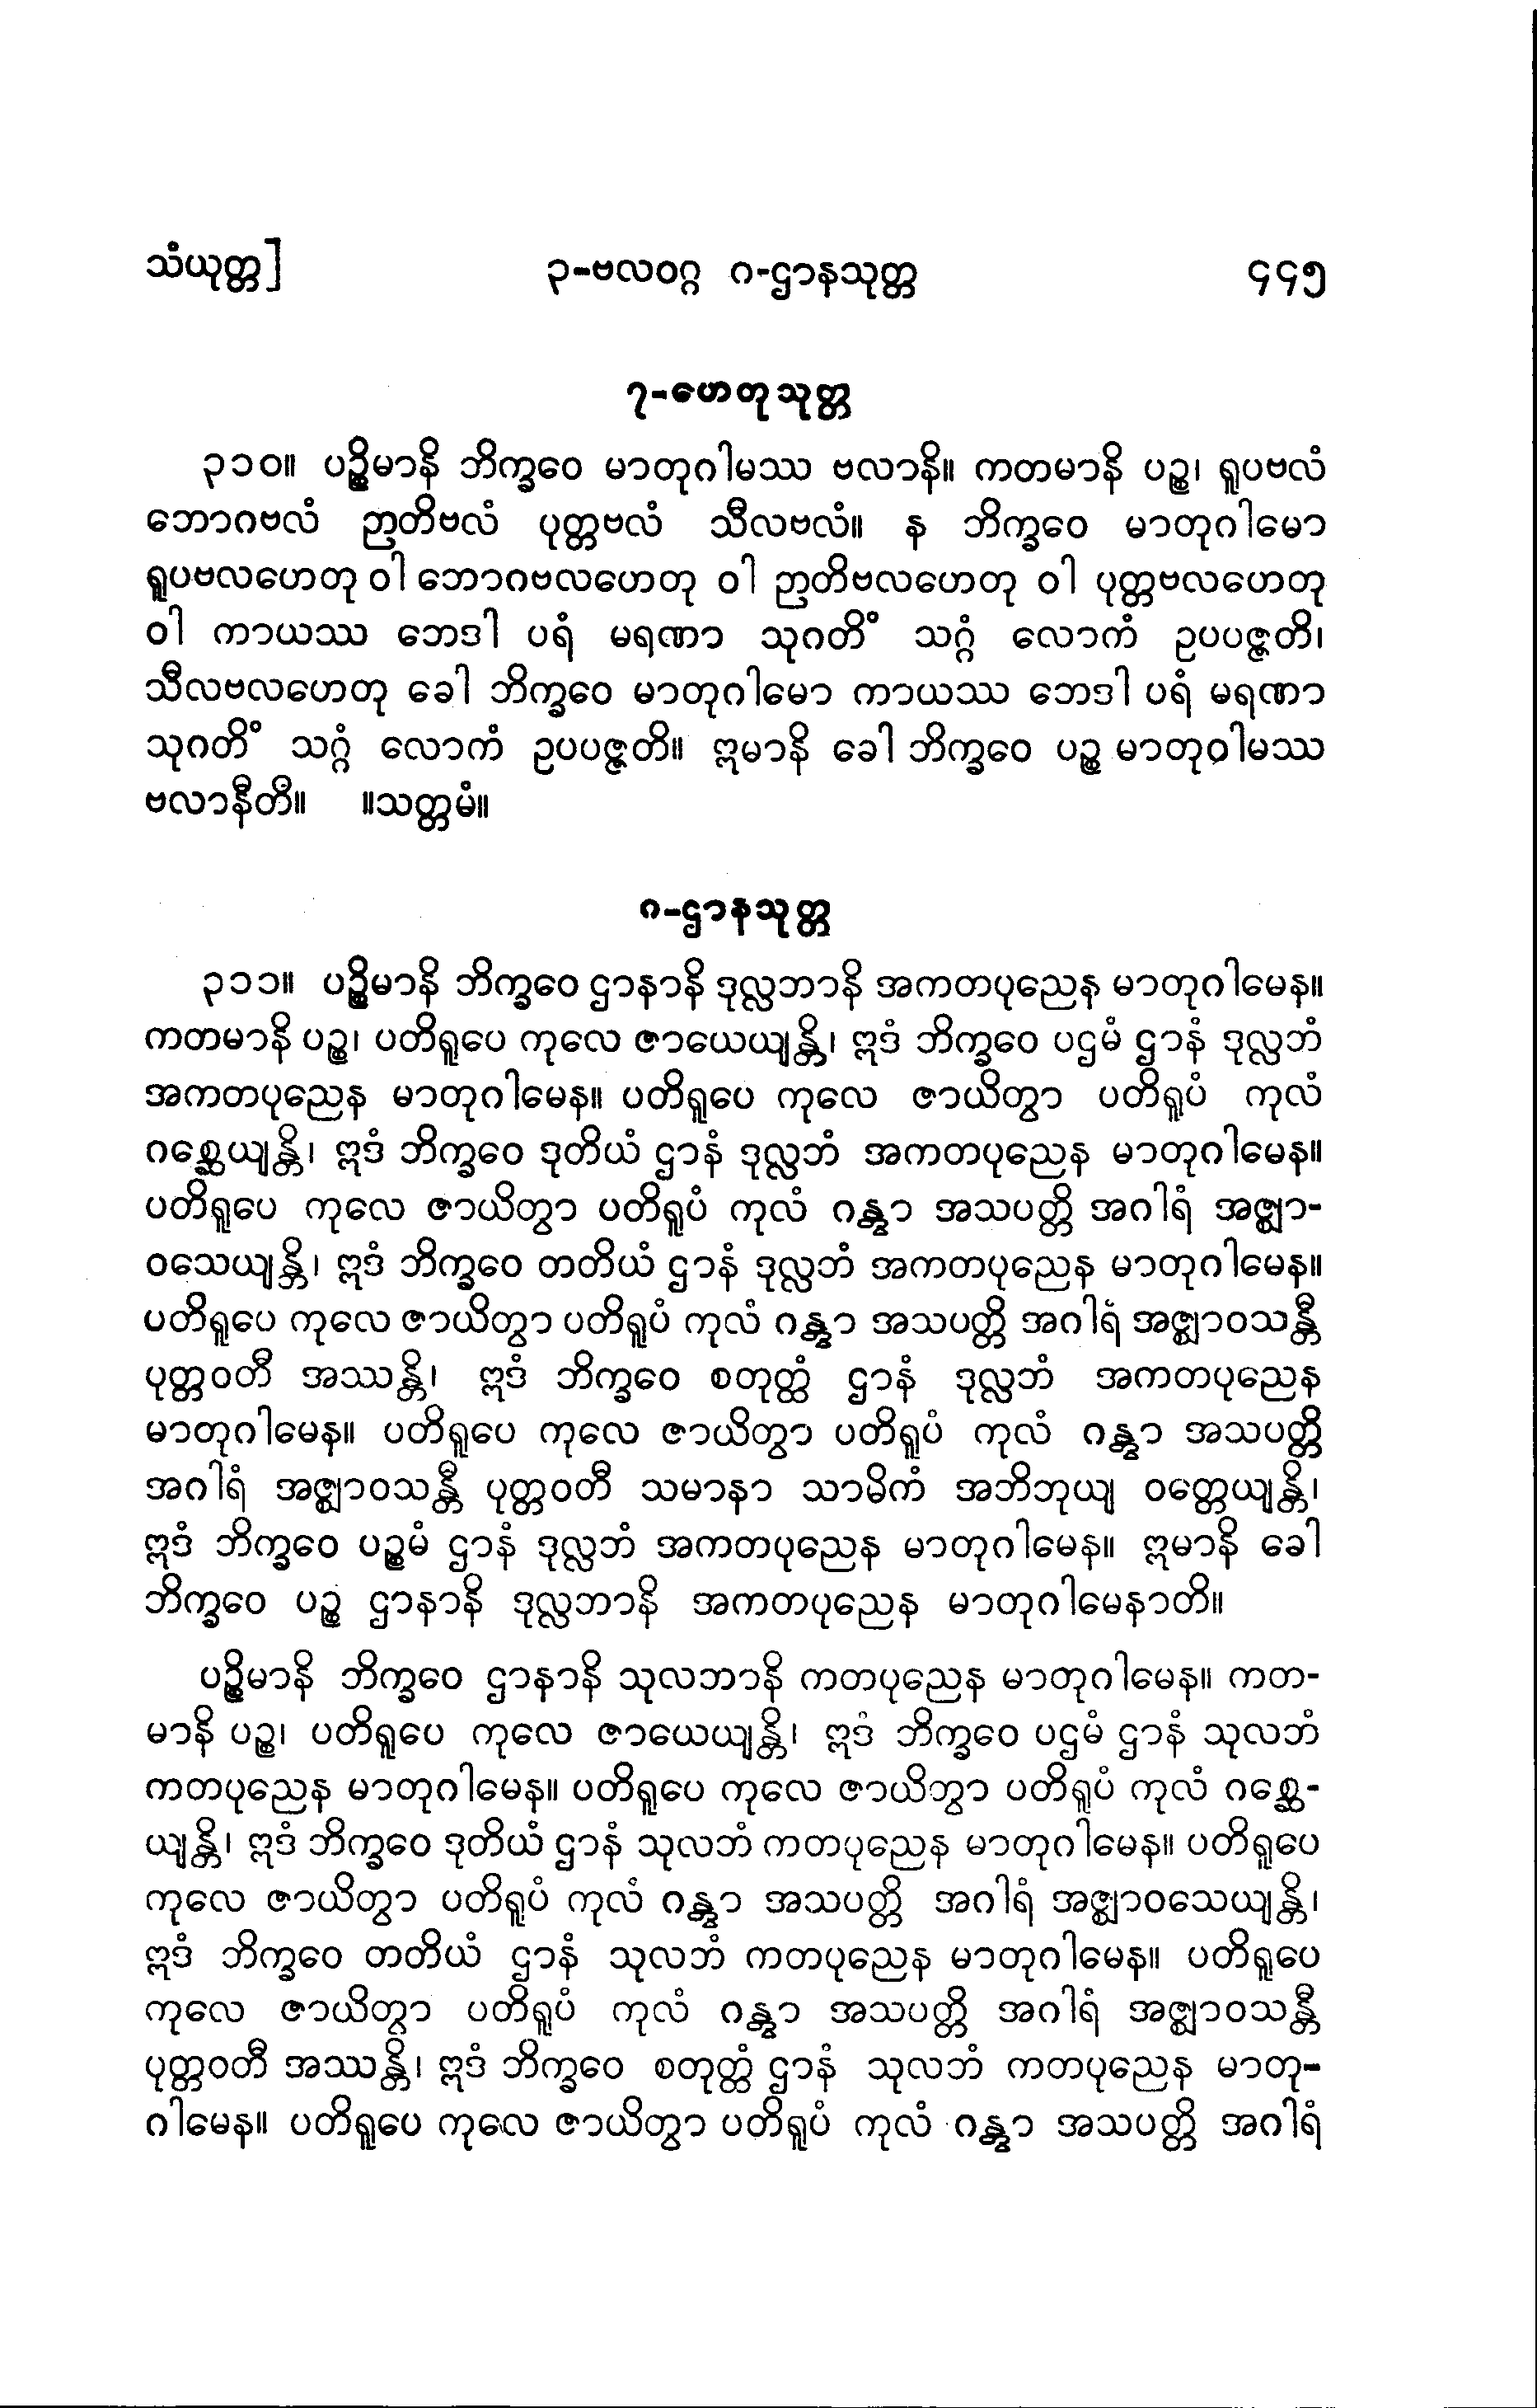 သံယုတ္တ]
၃-ဗလဝဂ္ဂ ဂ-ဌာနသုတ္တ
၄၄၅
၇-ဟေတုသုတ္တ
၃၁၀။ ပဉ္စိမာနိ ဘိက္ခဝေ မာတုဂါမဿ ဗလာနိ။ ကတမာနိ ပဉ္စ၊ ရူပဗလံ
ဘောဂဗလံ ဉာတိဗလံ ပုတ္တဗလံ သီလဗလံ။ န ဘိက္ခဝေ မာတုဂါမော
ရူပဗလဟေတု ဝါ ဘောဂဗလဟေတု ဝါ ဉာတိဗလဟေတု ဝါ ပုတ္တဗလဟေတု
ဝါ ကာယဿ ဘေဒါ ပရံ မရဏာ သုဂတိံ သဂ္ဂံ လောကံ ဥပပဇ္ဇတိ၊
သီလဗလဟေတု ခေါ ဘိက္ခဝေ မာတုဂါမော ကာယဿ ဘေဒါ ပရံ မရဏာ
သုဂတိံ သဂ္ဂံ လောကံ ဥပပဇ္ဇတိ။ ဣမာနိ ခေါ ဘိက္ခဝေ ပဉ္စ မာတုဝါမဿ
ဗလာနီတိ။ ။သတ္တမံ။
ဂ-ဌာနသုတ္တ
၃၁၁။ ပဉ္စိမာနိ ဘိက္ခဝေ ဌာနာနိ ဒုလ္လဘာနိ အကတပုညေန မာတုဂါမေန။
ကတမာနိ ပဉ္စ၊ ပတိရူပေ ကုလေ ဇာယေယျန္တိ၊ ဣဒံ ဘိက္ခဝေ ပဌမံ ဌာနံ ဒုလ္လဘံ
အကတပုညေန မာတုဂါမေန။ ပတိရူပေ ကုလေ ဇာယိတွာ ပတိရူပံ ကုလံ
ဂစ္ဆေယျန္တိ၊ ဣဒံ ဘိက္ခဝေ ဒုတိယံ ဌာနံ ဒုလ္လဘံ အကတပုညေန မာတုဂါမေန။
ပတိရူပေ ကုလေ ဇာယိတွာ ပတိရူပံ ကုလံ ဂန္တွာ အသပတ္တိ အဂါရံ အဇ္ဈာ-
ဝသေယျန္တိ၊ ဣဒံ ဘိက္ခဝေ တတိယံ ဌာနံ ဒုလ္လဘံ အကတပုညေန မာတုဂါမေန။
ပတိရူပေ ကုလေ ဇာယိတွာ ပတိရူပံ ကုလံ ဂန္တွာ အသပတ္တိ အဂါရံ အဇ္ဈာဝသန္တီ
ပုတ္တဝတီ အဿန္တိ၊ ဣဒံ ဘိက္ခဝေ စတုတ္ထံ ဌာနံ ဒုလ္လဘံ အကတပုညေန
မာတုဂါမေန။ ပတိရူပေ ကုလေ ဇာယိတွာ ပတိရူပံ ကုလံ ဂန္တွာ အသပတ္တိ
အဂါရံ အဇ္ဈာဝသန္တီ ပုတ္တဝတီ သမာနာ သာမိကံ အဘိဘုယျ ဝတ္တေယျန္တိ၊
ဣဒံ ဘိက္ခဝေ ပဉ္စမံ ဌာနံ ဒုလ္လဘံ အကတပုညေန မာတုဂါမေန။ ဣမာနိ ခေါ
ဘိက္ခဝေ ပဉ္စ ဌာနာနိ ဒုလ္လဘာနိ အကတပုညေန မာတုဂါမေနာတိ။
ပဉ္စိမာနိ ဘိက္ခဝေ ဌာနာနိ သုလဘာနိ ကတပုညေန မာတုဂါမေန။ ကတ-
မာနိ ပဉ္စ၊ ပတိရူပေ ကုလေ ဇာယေယျန္တိ၊ ဣဒံ ဘိက္ခဝေ ပဌမံ ဌာနံ သုလဘံ
ကတပုညေန မာတုဂါမေန။ ပတိရူပေ ကုလေ ဇာယိတွာ ပတိရူပံ ကုလံ ဂစ္ဆေ-
ယျန္တိ၊ ဣဒံ ဘိက္ခဝေ ဒုတိယံ ဌာနံ သုလဘံ ကတပုညေန မာတုဂါမေန။ ပတိရူပေ
ကုလေ ဇာယိတွာ ပတိရူပံ ကုလံ ဂန္တွာ အသပတ္တိ အဂါရံ အဇ္ဈာဝသေယျန္တိ၊
ဣဒံ ဘိက္ခဝေ တတိယံ ဌာနံ သုလဘံ ကတပုညေန မာတုဂါမေန။ ပတိရူပေ
ကုလေ ဇာယိတွာ ပတိရူပံ ကုလံ ဂန္တွာ အသပတ္တိ အဂါရံ အဇ္ဈာဝသန္တီ
ပုတ္တဝတီ အဿန္တိ၊ ဣဒံ ဘိက္ခဝေ စတုတ္ထံ ဌာနံ သုလဘံ ကတပုညေန မာတု-
ဂါမေန။ ပတိရူပေ ကုလေ ဇာယိတွာ ပတိရူပံ ကုလံ ဂန္တွာ အသပတ္တိ အဂါရံ